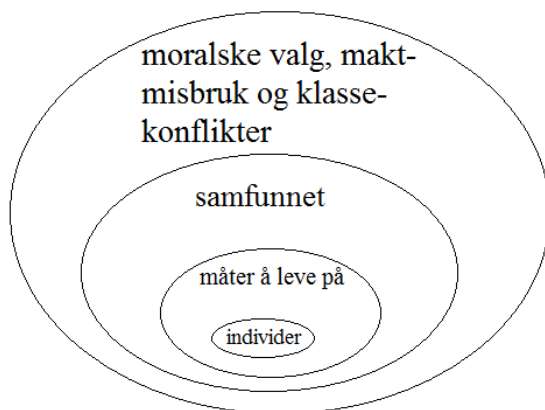 moralske valg, makt-
misbruk og klasse-
konflikter
samfunnet
måter å leve på
individer